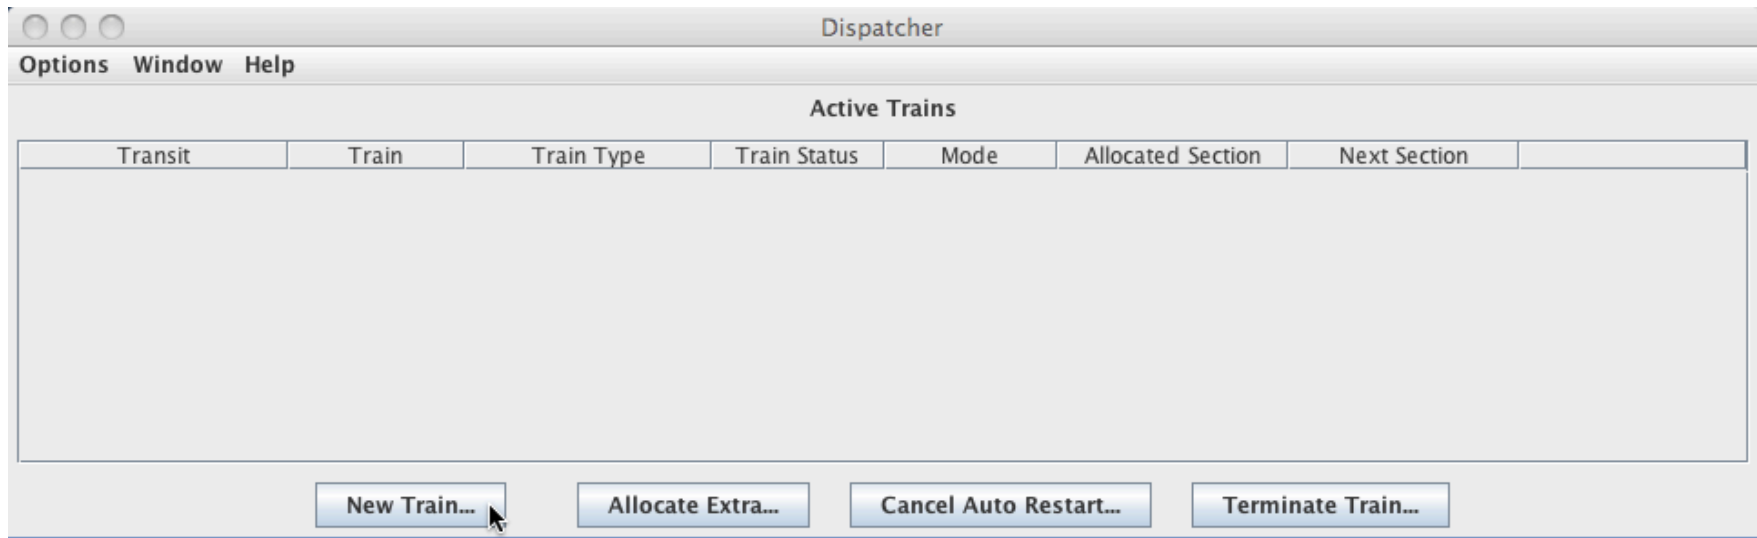 Dispatcher
Options Window Help
Active Trains
Transit Train Train Type Train Status Mode Allocated Section Next Section
New Train... Allocate Extra... Cancel Auto Restart... Terminate Train...